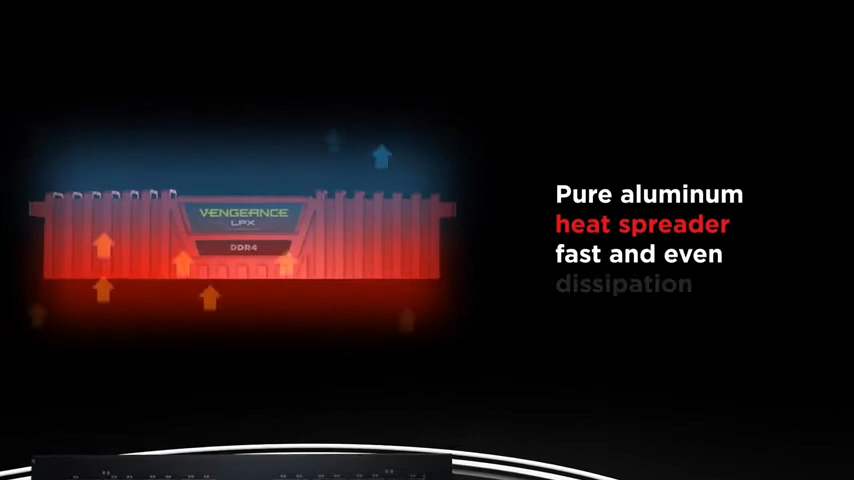 VENGEANCE
LPX
DDR4
Pure aluminum
heat spreader
fast and even
dissipation